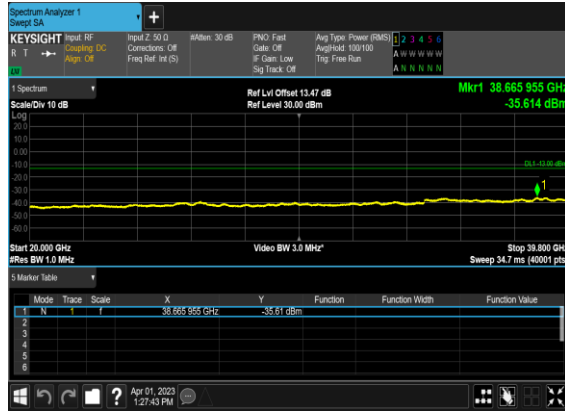 Spectrum Analyzer 1
Swept SA
+
KEYSIGHT Input: RF Input Z: 50 Ω #Atten: 30 dB PNO: Fast Avg Type: Power (RMS) 1 2 3 4 5 6
R T Coupling: DC Corrections: Off Gate: Off Avg|Hold: 100/100 A W W W W W
Align: Off Freq Ref: Int (S) IF Gain: Low Trig: Free Run
Sig Track: Off A N N N N N
1 Spectrum Ref Lvl Offset 13.47 dB Mkr1 38.665 955 GHz
Scale/Div 10 dB Ref Level 30.00 dBm -35.614 dBm
Log
20.0
10.0
0.00
-10.0 DL1 -13.00 dBm
-20.0
-30.0 1
-40.0
-50.0
-60.0
Start 20.000 GHz Video BW 3.0 MHz* Stop 39.800 GHz
#Res BW 1.0 MHz Sweep 34.7 ms (40001 pts)
5 Marker Table
Mode Trace Scale X Y Function Function Width Function Value
1 N 1 f 38.665 955 GHz -35.61 dBm
2
3
4
5
6
? Apr 01, 2023
1:27:43 PM